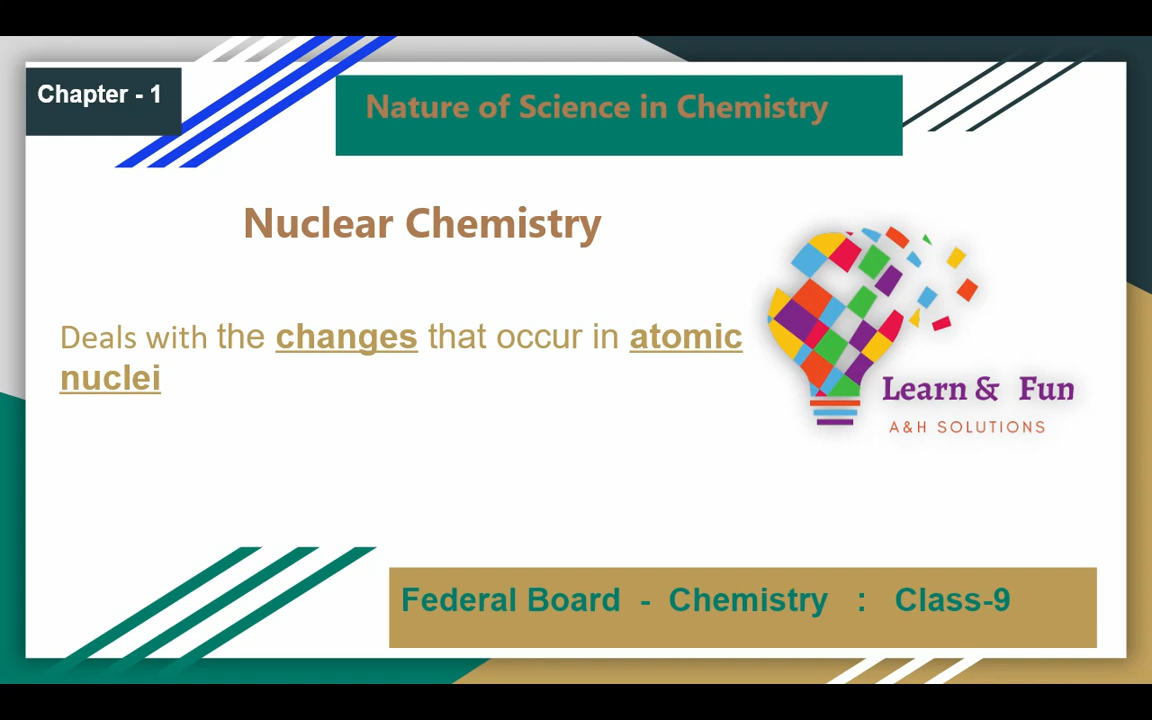 Chapter - 1
Nature of Science in Chemistry
Nuclear Chemistry
Deals with the changes that occur in atomic
nuclei
Learn & Fun
A&H SOLUTIONS
Federal Board - Chemistry : Class-9